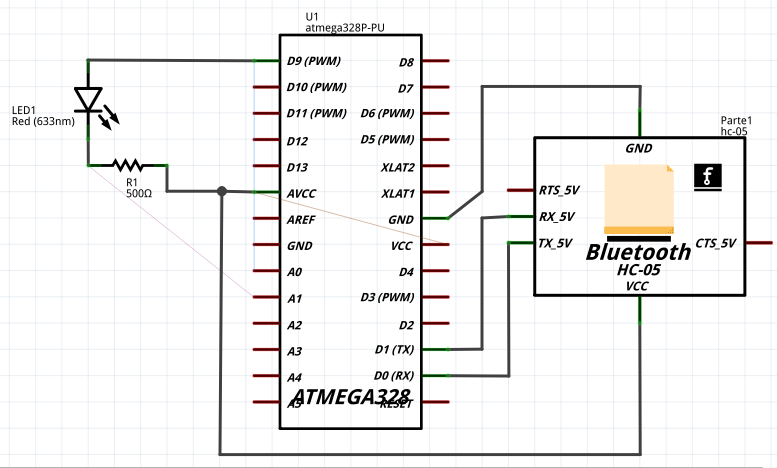 U1
atmega328P-PU
D9 (PWM)
D10 (PWM)
D11 (PWM)
D12
D13
AVCC
AREF
GND
A0
A1
A2
A3
A4
A5
D8
D7
D6 (PWM)
D5 (PWM)
XLAT2
XLAT1
GND
VCC
D4
D3 (PWM)
D2
D1 (TX)
D0 (RX)
RESET
ATMEGA328
LED1
Red (633nm)
R1
500Ω
Parte1
hc-05
GND
RTS_5V
RX_5V
TX_5V
CTS_5V
Bluetooth
HC-05
VCC
f